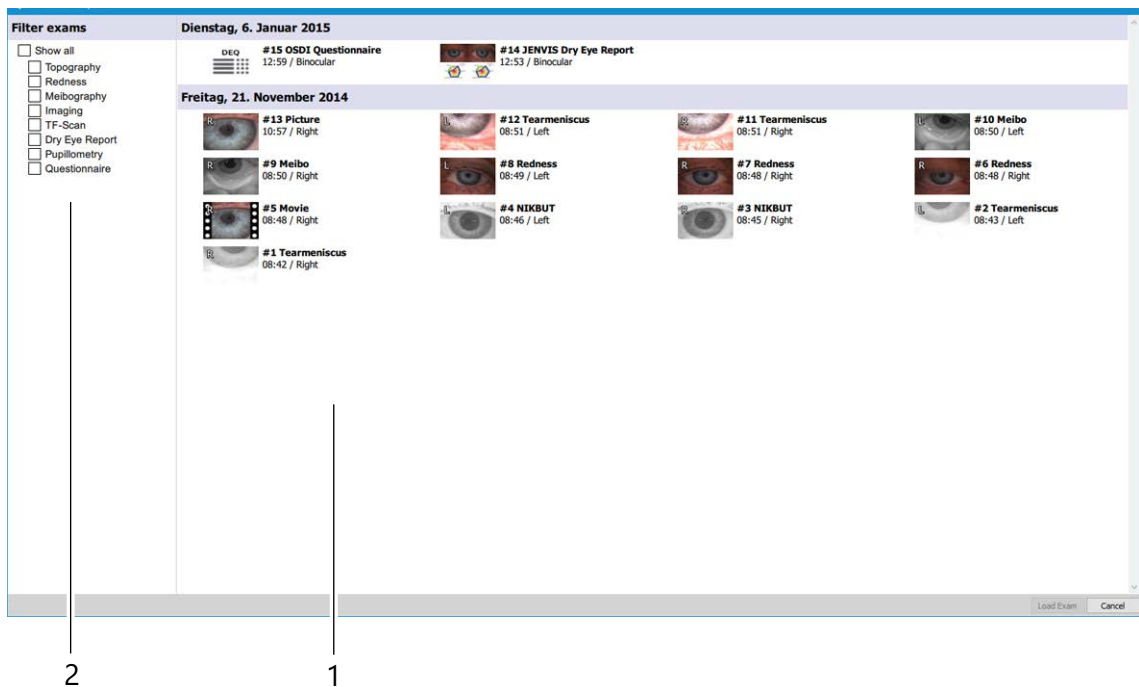 Filter exams
Show all
Topography
Redness
Meibography
Imaging
TF-Scan
Dry Eye Report
Pupillometry
Questionnaire
Dienstag, 6. Januar 2015
DEQ
#15 OSDI Questionnaire
12:59 / Binocular
#14 JENVIS Dry Eye Report
12:53 / Binocular
Freitag, 21. November 2014
R
#13 Picture
10:57 / Right
L
#12 Tearmeniscus
08:51 / Left
R
#11 Tearmeniscus
08:51 / Right
L
#10 Meibo
08:50 / Left
R
#9 Meibo
08:50 / Right
L
#8 Redness
08:49 / Left
R
#7 Redness
08:48 / Right
R
#6 Redness
08:48 / Right
R
#5 Movie
08:48 / Right
L
#4 NIKBUT
08:46 / Left
R
#3 NIKBUT
08:45 / Right
L
#2 Tearmeniscus
08:43 / Left
R
#1 Tearmeniscus
08:42 / Right
Load Exam
Cancel
2
1